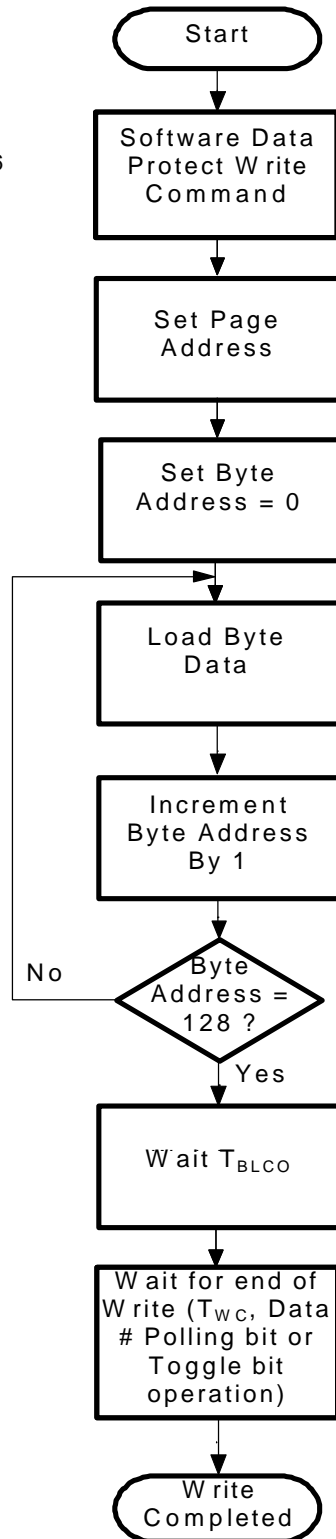 Start
Software Data
Protect Write
Command
Set Page
Address
Set Byte
Address = 0
Load Byte
Data
Increment
Byte Address
By 1
Byte
Address =
128 ?
No
Yes
Wait TBLCO
Wait for end of
Write (TWC, Data
# Polling bit or
Toggle bit
operation)
Write
Completed